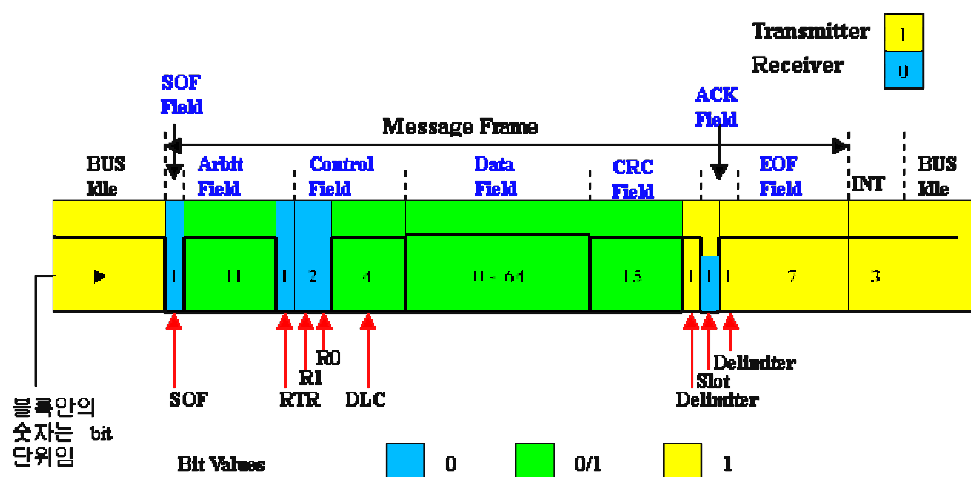 Transmitter 1
Receiver 0
SOF
Field
ACK
Field
Message Frame
BUS
Idle
Arbit
Field
Control
Field
Data
Field
CRC
Field
EOF
Field
INT
BUS
Idle
1 11 1 2 4 0 - 64 15 1 1 1 7 3
SOF
RTR
R1
R0
DLC
Delimiter
Slot
Delimiter
블록안의
숫자는 bit
단위임
Bit Values 0 0/1 1